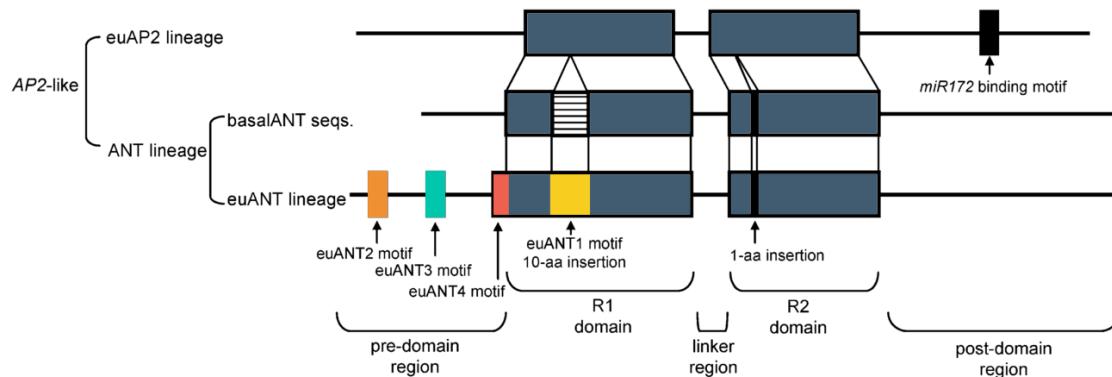 euAP2 lineage
AP2-like
miR172 binding motif
basalANT seqs.
ANT lineage
euANT lineage
euANT2 motif
euANT3 motif
euANT4 motif
euANT1 motif
10-aa insertion
1-aa insertion
R1
domain
R2
domain
pre-domain
region
linker
region
post-domain
region